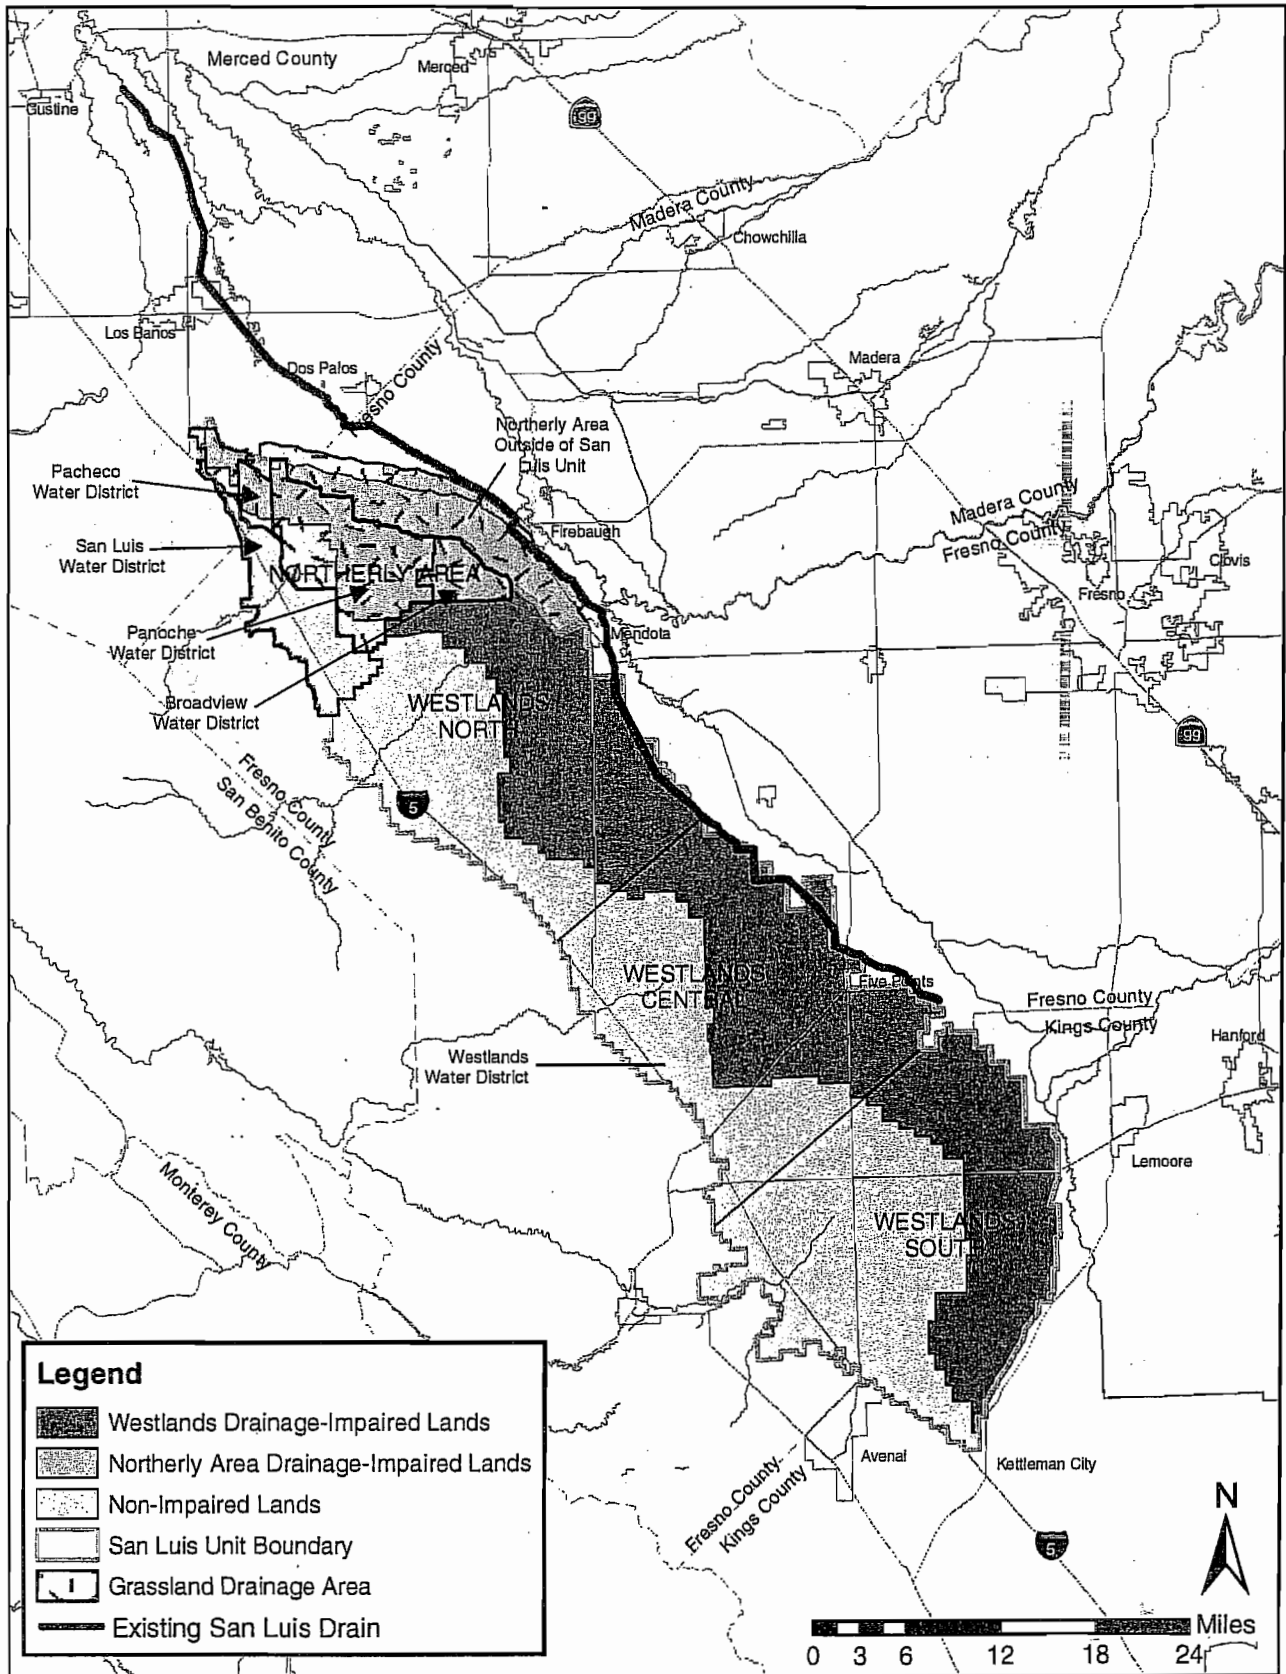 Merced County
Merced
Gustine
99
Madera County
Chowchilla
Los Banos
Dos Palos
Madera
Fresno County
Northerly Area
Outside of San
Luis Unit
Pacheco
Water District
Madera County
Fresno County
Firebaugh
San Luis
Water District
Clovis
NORTHERLY AREA
Fresno
Panoche
Water District
Mendota
Broadview
Water District
WESTLANDS
NORTH
99
Fresno County
San Benito County
5
WESTLANDS
CENTRAL
Five Points
Fresno County
Kings County
Hanford
Westlands
Water District
Lemoore
Monterey County
WESTLANDS
SOUTH
Legend
Westlands Drainage-Impaired Lands
Northerly Area Drainage-Impaired Lands
Non-Impaired Lands
San Luis Unit Boundary
Grassland Drainage Area
Existing San Luis Drain
Avenal
Kettleman City
Fresno County
Kings County
5
N
Miles
0 3 6 12 18 24